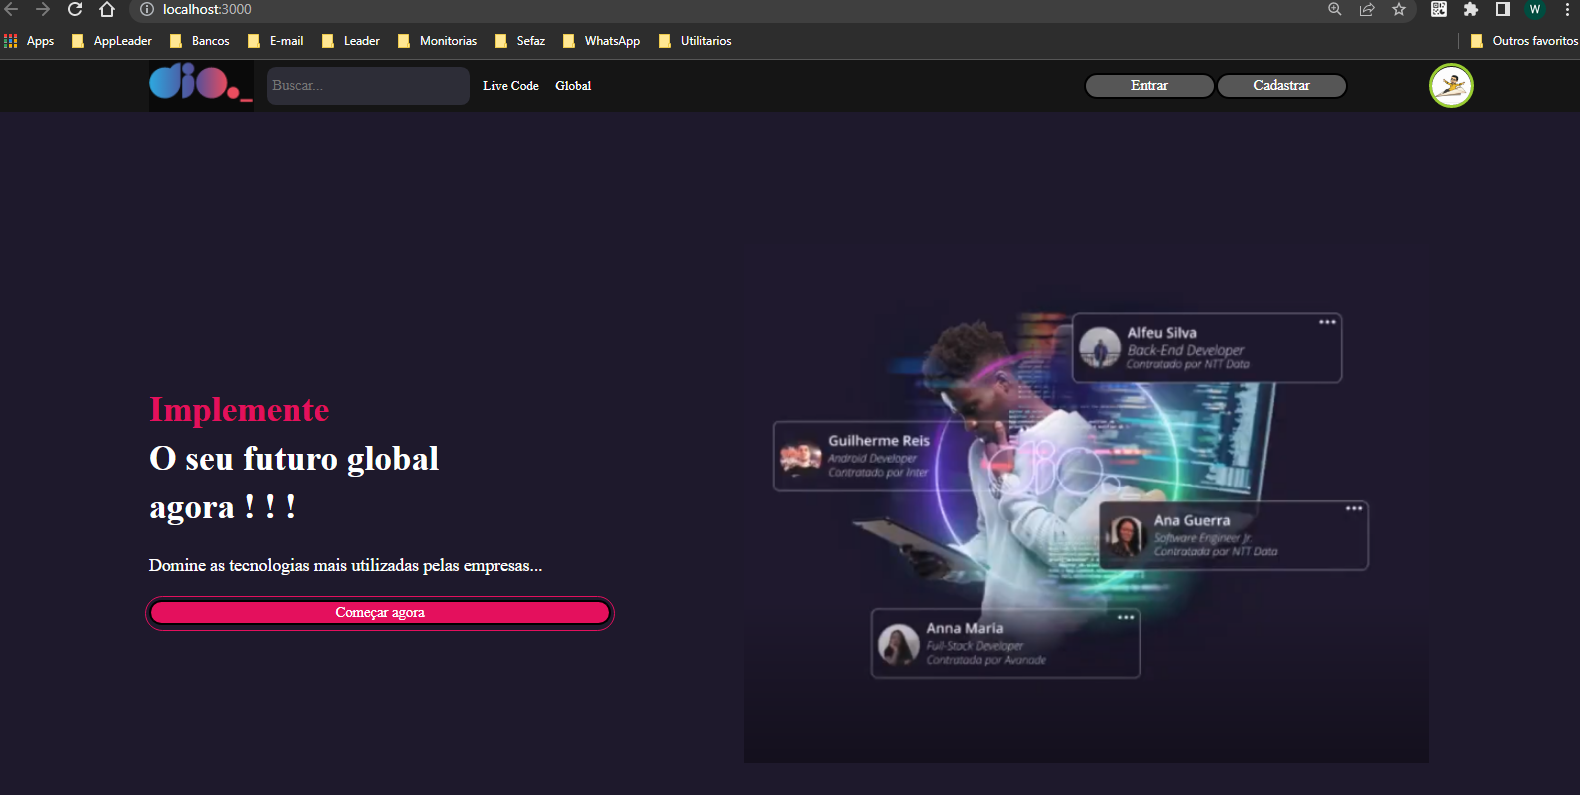 localhost:3000
W
Apps
AppLeader
Bancos
E-mail
Leader
Monitorias
Sefaz
WhatsApp
Utilitarios
Outros favoritos
dio._
Buscar...
Live Code
Global
Entrar
Cadastrar
Implemente
O seu futuro global
agora ! ! !
Domine as tecnologias mais utilizadas pelas empresas...
Começar agora
Alfeu Silva
Back-End Developer
Contratado por NTT Data
Guilherme Reis
Android Developer
Contratado por Inter
dio.
Ana Guerra
Software Engineer Jr.
Contratada por NTT Data
Anna Maria
Full-Stack Developer
Contratada por Avanade